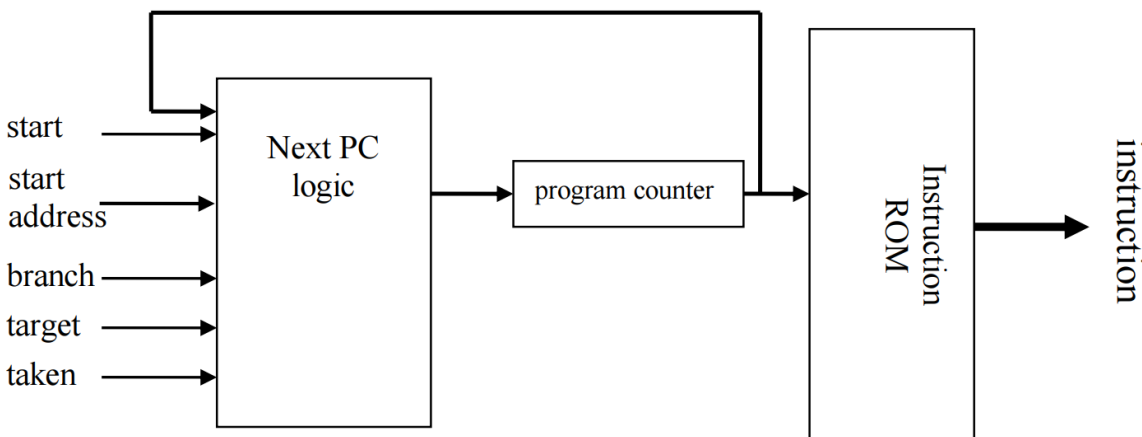 start
start
address
branch
target
taken
Next PC
logic
program counter
Instruction
ROM
instruction